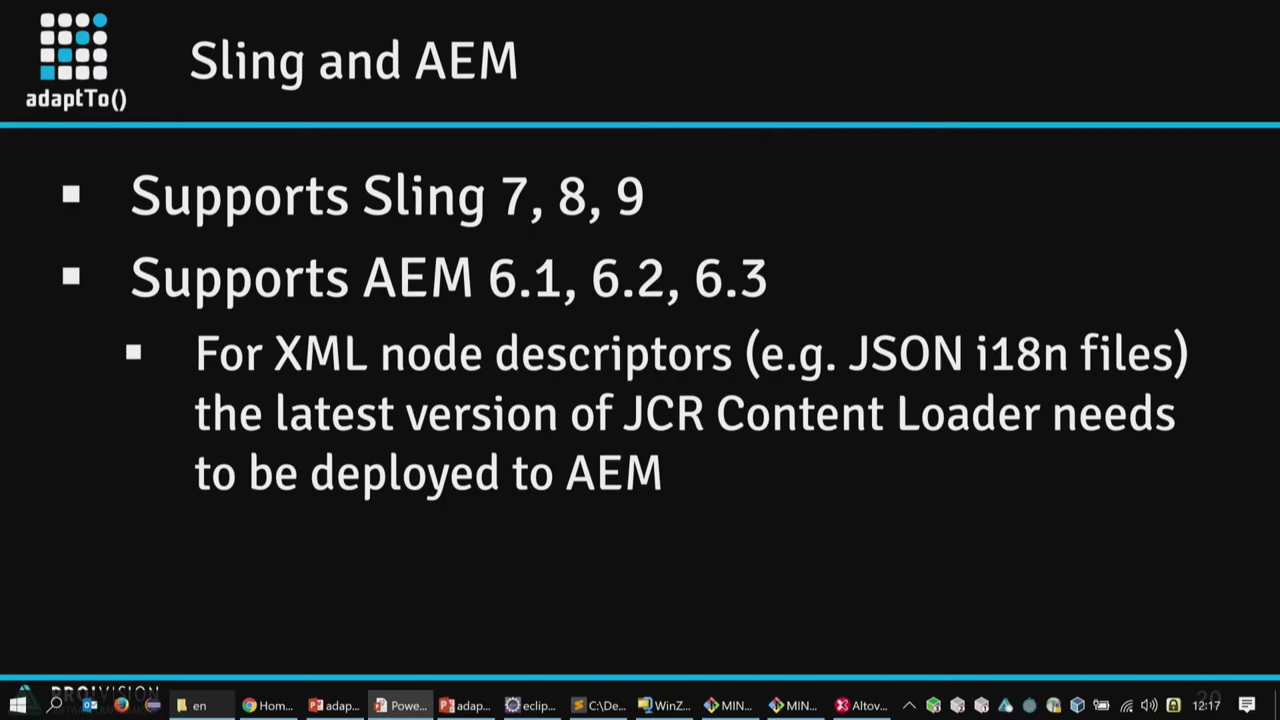 adaptTo()
Sling and AEM
Supports Sling 7, 8, 9
Supports AEM 6.1, 6.2, 6.3
For XML node descriptors (e.g. JSON i18n files)
the latest version of JCR Content Loader needs
to be deployed to AEM
20
en
Hom...
adap...
Powe...
adap...
eclip...
C:\De...
WinZ...
MIN...
MIN...
Altov...
12:17